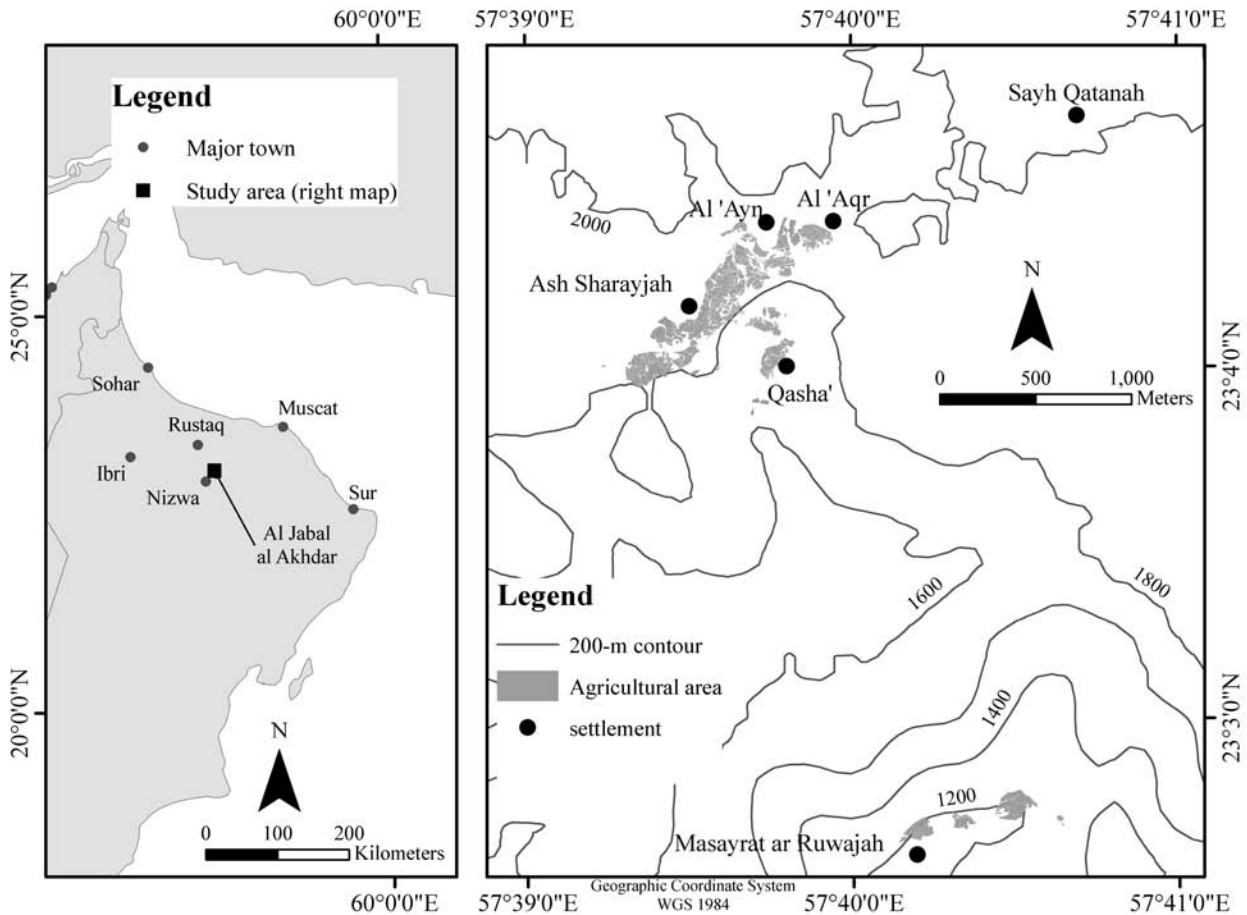 60°0'0"E
Legend
Major town
Study area (right map)
25°0'0"N
20°0'0"N
Sohar
Muscat
Rustaq
Ibri
Nizwa
Sur
Al Jabal
al Akhdar
N
0 100 200
Kilometers
60°0'0"E
57°39'0"E 57°40'0"E 57°41'0"E
Sayh Qatanah
Al 'Ayn
Al 'Aqr
2000
Ash Sharayjah
N
0 500 1,000
Meters
23°4'0"N
Qasha'
1600
1800
Legend
200-m contour
Agricultural area
settlement
1400
23°3'0"N
1200
Masayrat ar Ruwajah
Geographic Coordinate System
WGS 1984
57°39'0"E 57°40'0"E 57°41'0"E